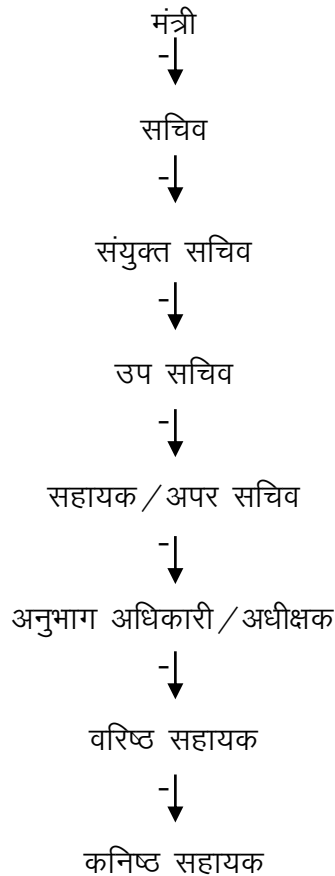 मंत्री
-
सचिव
-
संयुक्त सचिव
-
उप सचिव
-
सहायक/अपर सचिव
-
अनुभाग अधिकारी/अधीक्षक
-
वरिष्ठ सहायक
-
कनिष्ठ सहायक